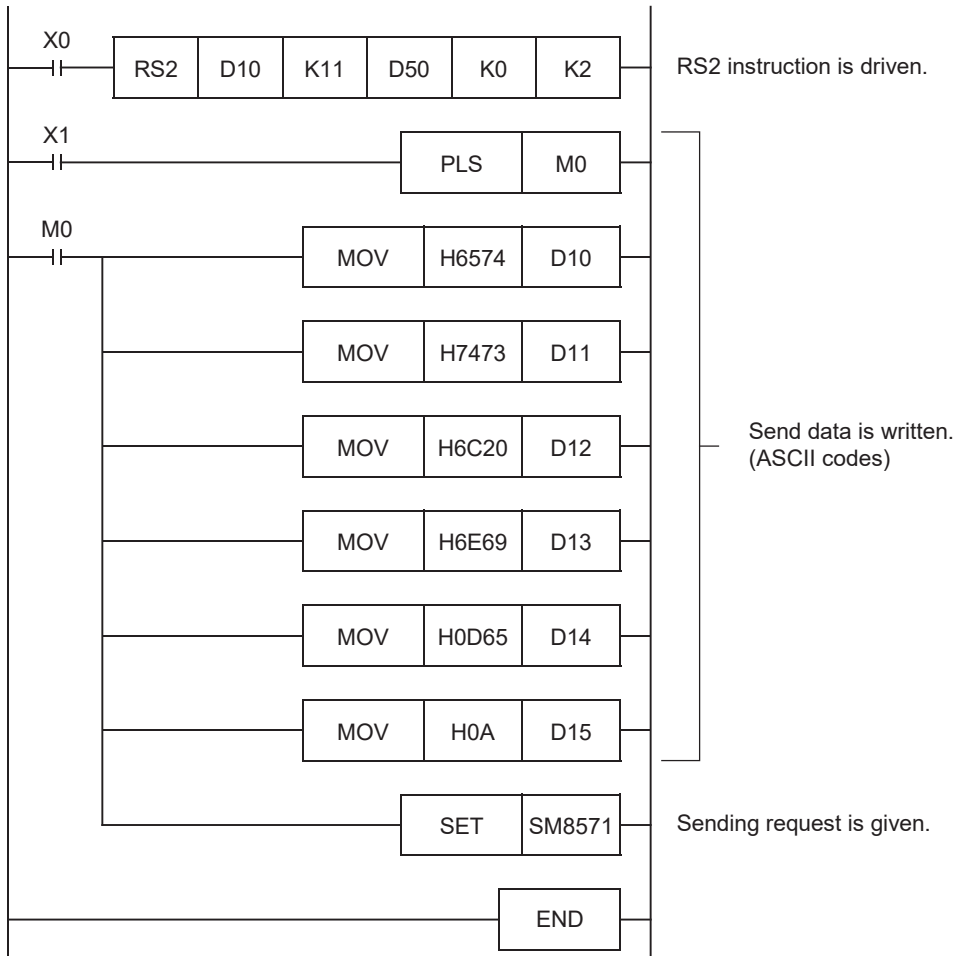 X0
RS2 D10 K11 D50 K0 K2
RS2 instruction is driven.
X1
PLS M0
M0
MOV H6574 D10
MOV H7473 D11
MOV H6C20 D12
Send data is written.
(ASCII codes)
MOV H6E69 D13
MOV H0D65 D14
MOV H0A D15
SET SM8571
Sending request is given.
END